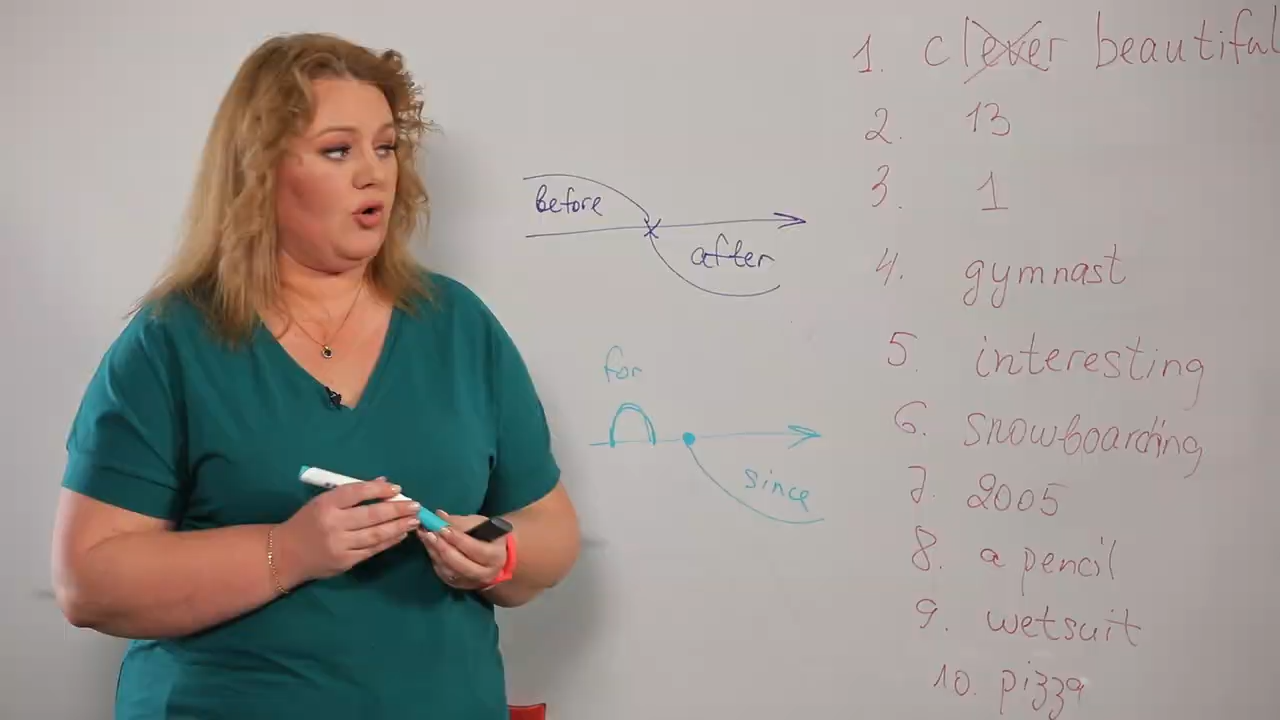 before
after
for
since
1. clever beautiful
2. 13
3. 1
4. gymnast
5. interesting
6. snowboarding
7. 2005
8. a pencil
9. wetsuit
10. pizza